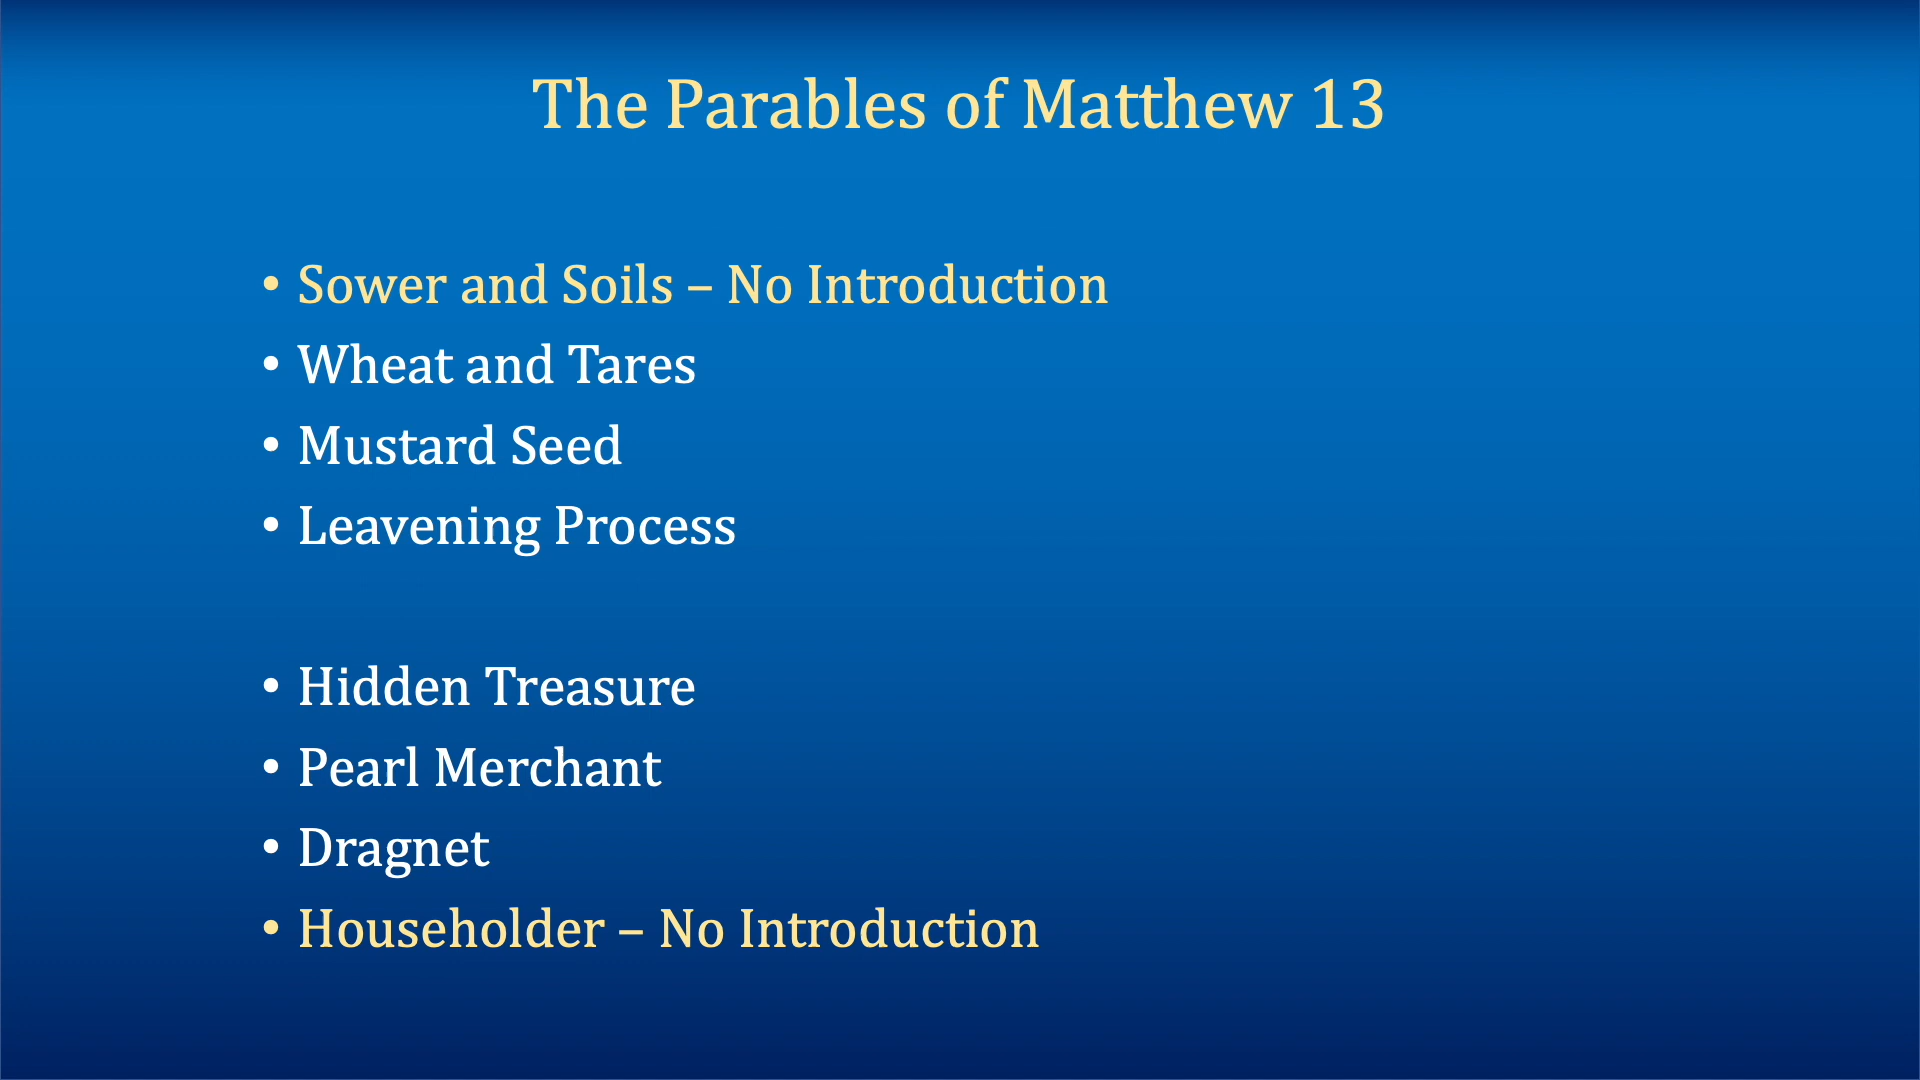 The Parables of Matthew 13
• Sower and Soils – No Introduction
• Wheat and Tares
• Mustard Seed
• Leavening Process
• Hidden Treasure
• Pearl Merchant
• Dragnet
• Householder – No Introduction